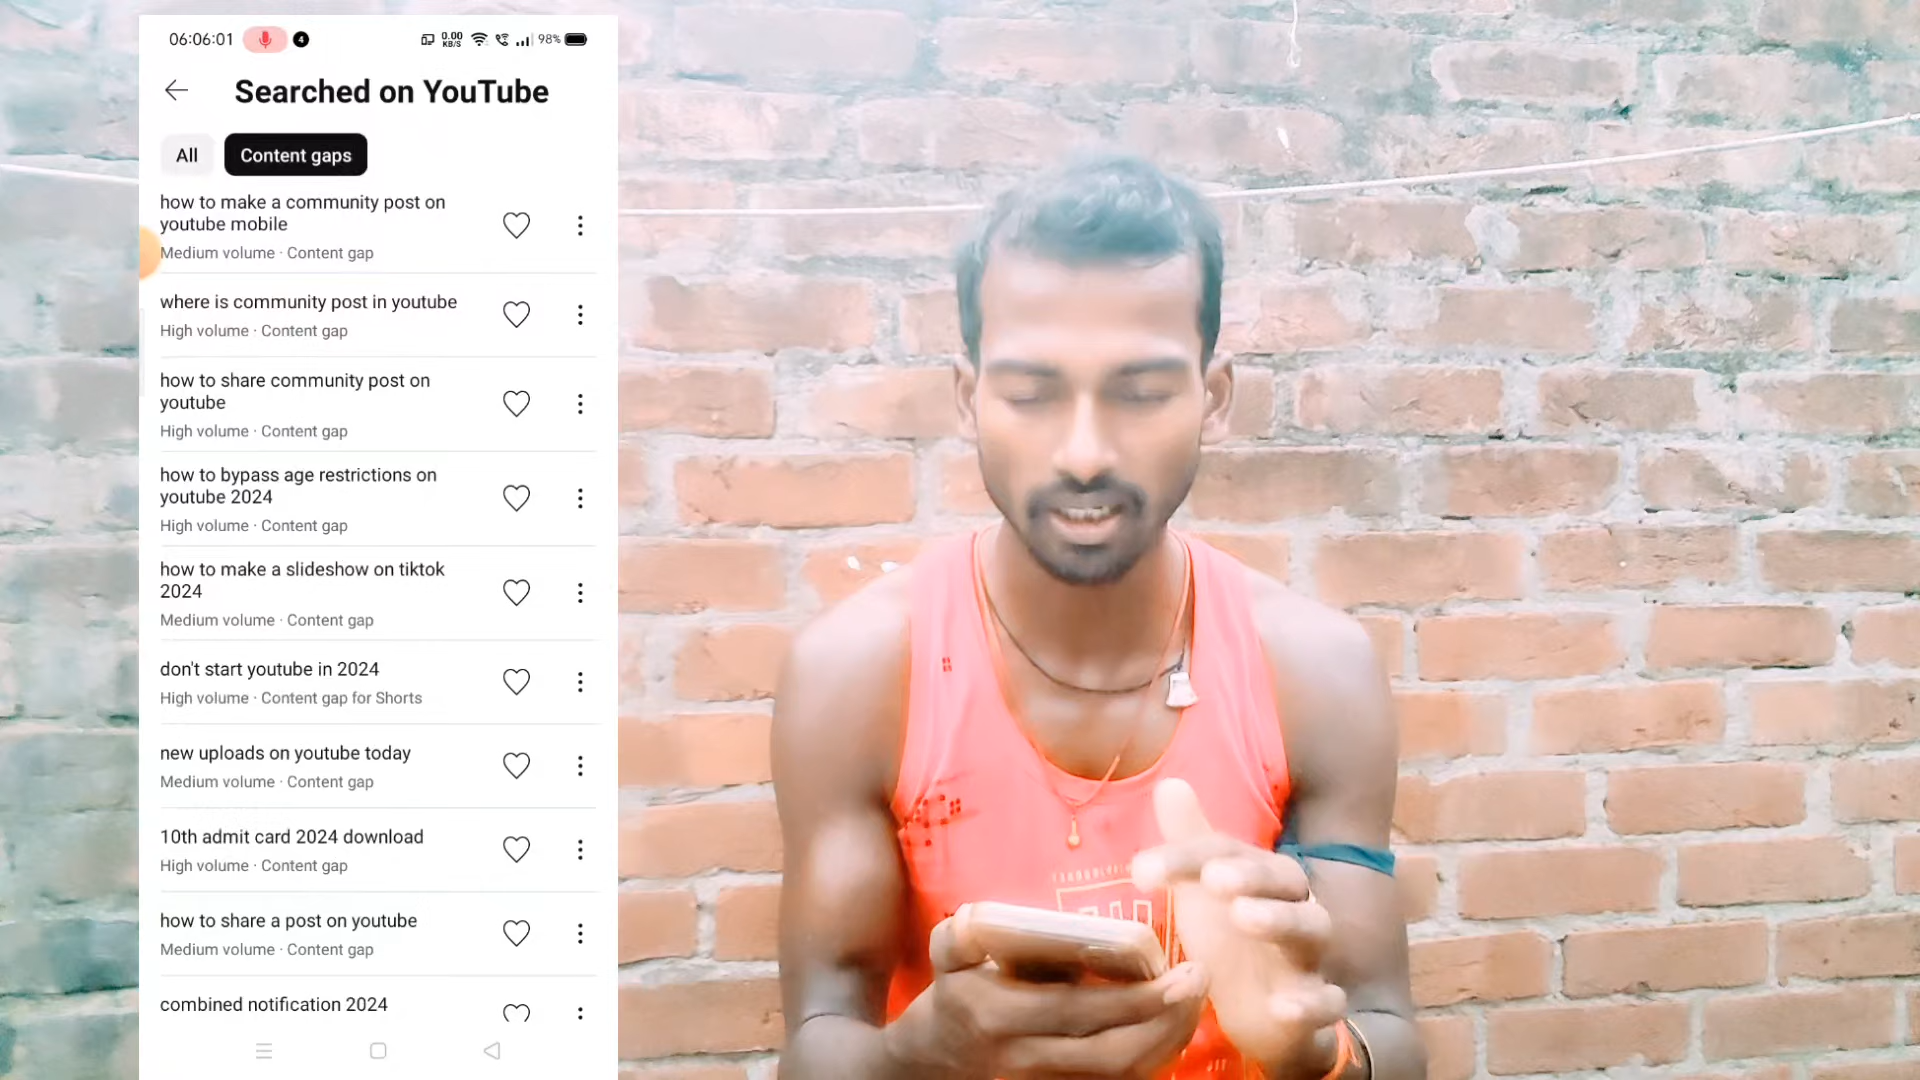 06:06:01 4 0.00 KB/S 98%
Searched on YouTube
All Content gaps
how to make a community post on
youtube mobile
Medium volume · Content gap
where is community post in youtube
High volume · Content gap
how to share community post on
youtube
High volume · Content gap
how to bypass age restrictions on
youtube 2024
High volume · Content gap
how to make a slideshow on tiktok
2024
Medium volume · Content gap
don't start youtube in 2024
High volume · Content gap for Shorts
new uploads on youtube today
Medium volume · Content gap
10th admit card 2024 download
High volume · Content gap
how to share a post on youtube
Medium volume · Content gap
combined notification 2024